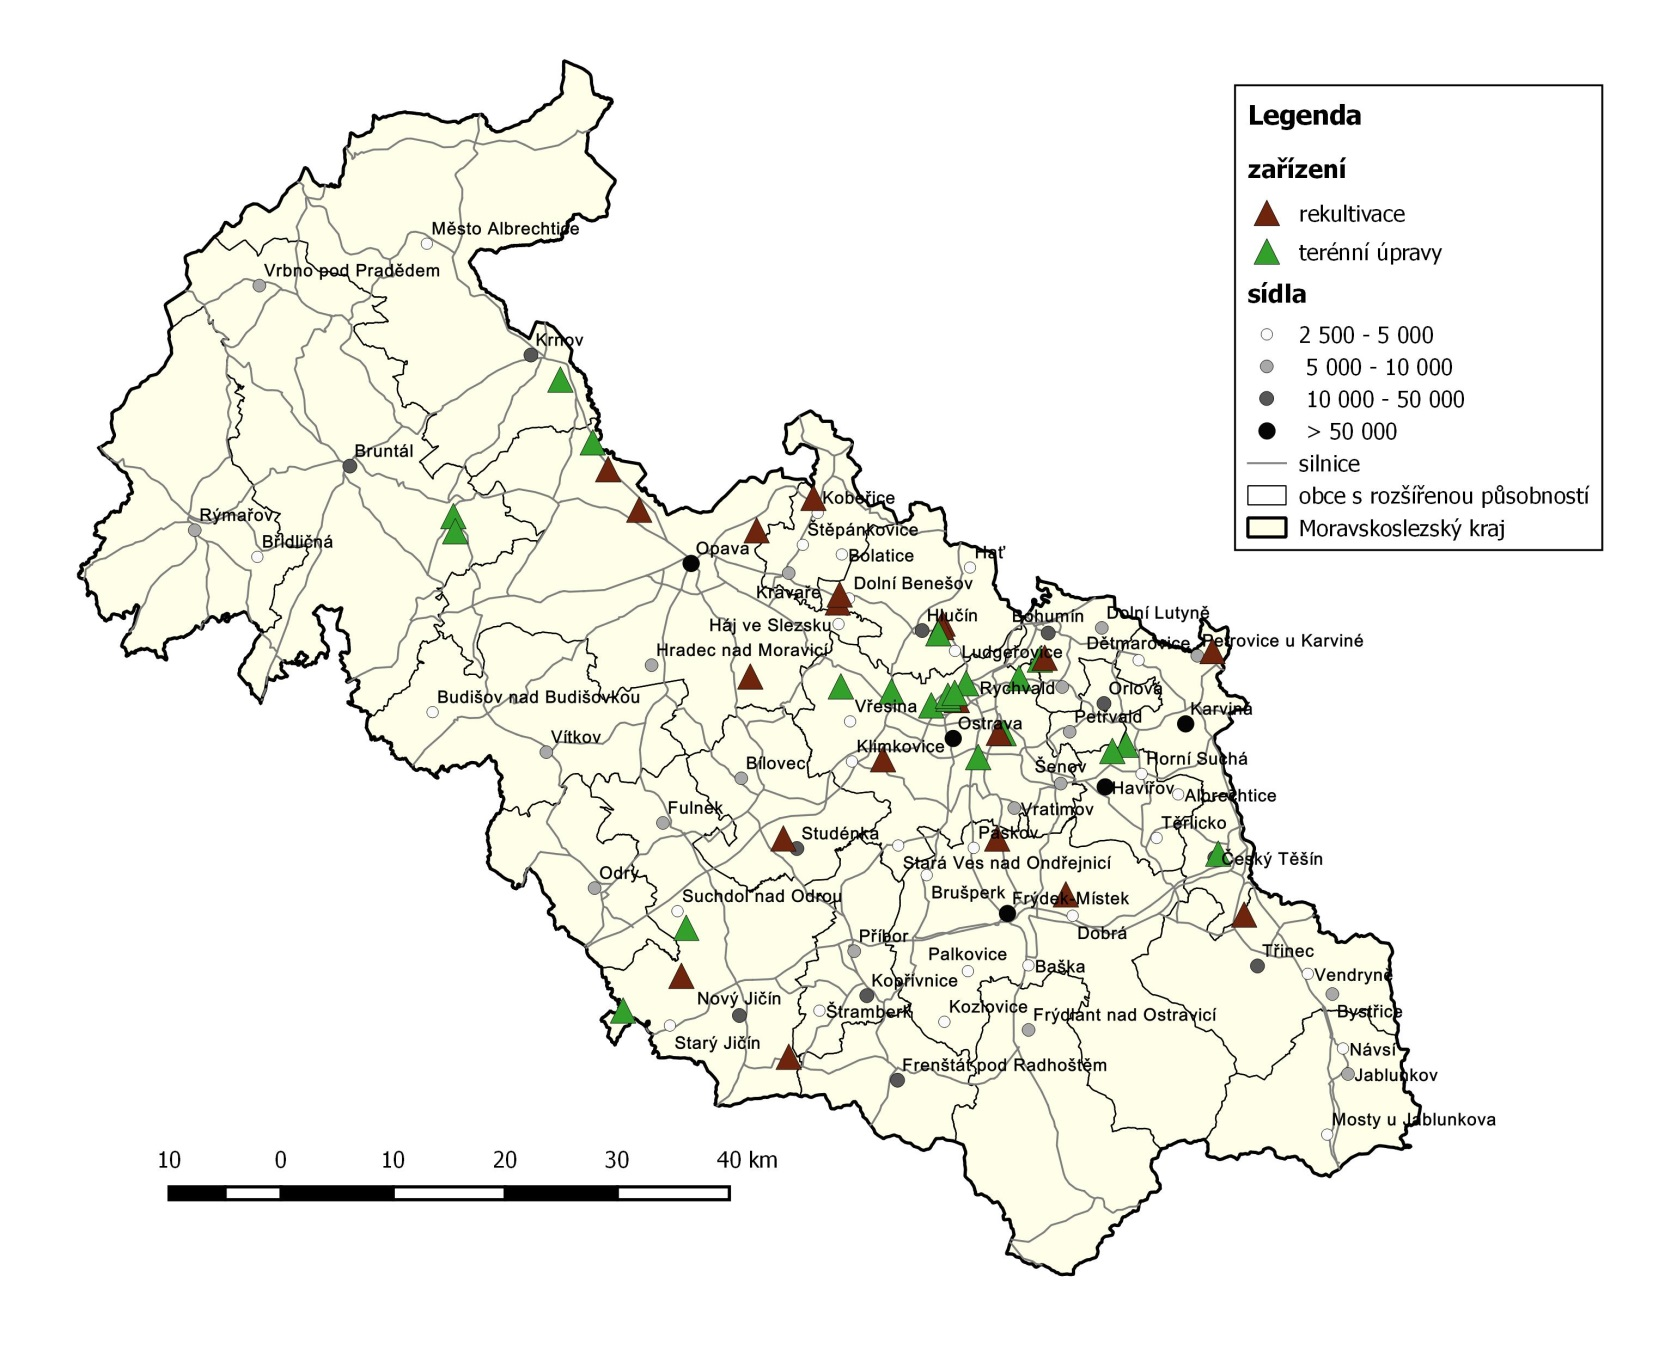 Legenda
zařízení
rekultivace
terénní úpravy
sídla
2 500 - 5 000
5 000 - 10 000
10 000 - 50 000
> 50 000
silnice
obce s rozšířenou působností
Moravskoslezský kraj
Město Albrechtice
Vrbno pod Pradědem
Krnov
Bruntál
Rýmařov
Břidličná
Kobeřice
Štěpánkovice
Opava
Bolatice
Hať
Kravaře
Dolní Benešov
Háj ve Slezsku
Hlučín
Bohumín
Dolní Lutyně
Hradec nad Moravicí
Ludgeřovice
Dětmarovice
Petrovice u Karviné
Budišov nad Budišovkou
Vřesina
Rychvald
Orlová
Karviná
Vítkov
Klimkovice
Ostrava
Petřvald
Bílovec
Šenov
Horní Suchá
Havířov
Albrechtice
Fulnek
Vratimov
Studénka
Paskov
Těrlicko
Stará Ves nad Ondřejnicí
Český Těšín
Odry
Suchdol nad Odrou
Brušperk
Frýdek-Místek
Dobrá
Příbor
Palkovice
Baška
Třinec
Vendryně
Kopřivnice
Nový Jičín
Štramberk
Kozlovice
Frýdlant nad Ostravicí
Bystřice
Starý Jičín
Návsí
Frenštát pod Radhoštěm
Jablunkov
Mosty u Jablunkova
10 0 10 20 30 40 km